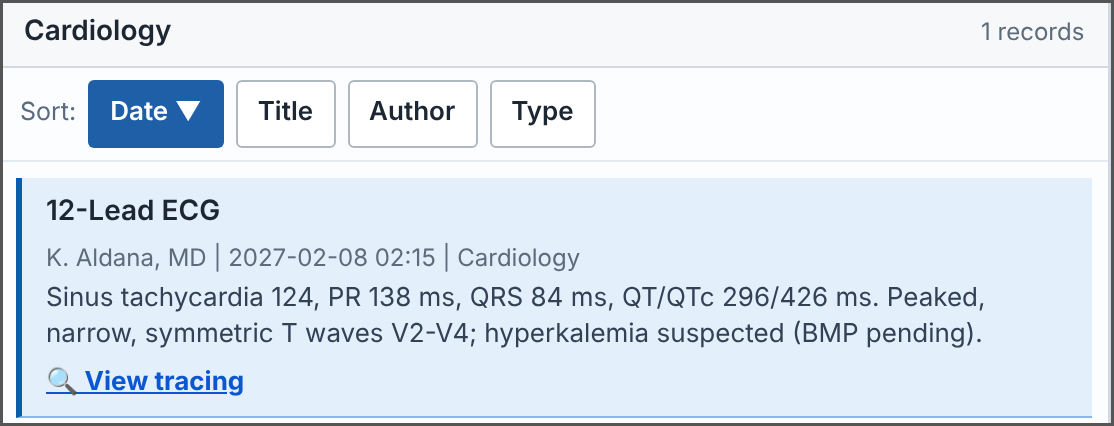 Cardiology
1 records
Sort: Date ▼ Title Author Type
12-Lead ECG
K. Aldana, MD | 2027-02-08 02:15 | Cardiology
Sinus tachycardia 124, PR 138 ms, QRS 84 ms, QT/QTc 296/426 ms. Peaked,
narrow, symmetric T waves V2-V4; hyperkalemia suspected (BMP pending).
🔍 View tracing